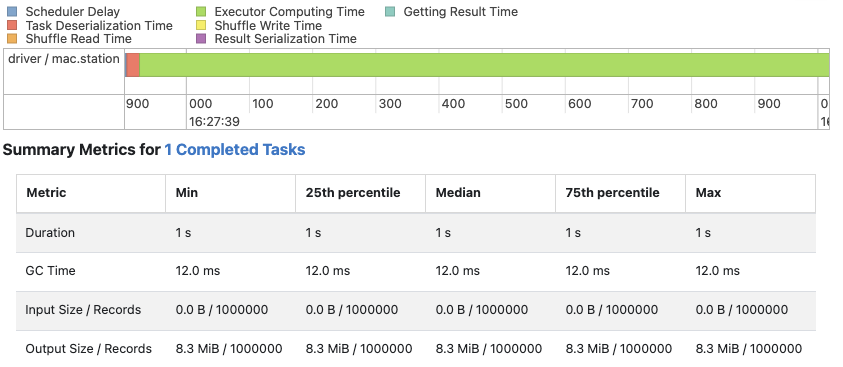 Scheduler Delay Executor Computing Time Getting Result Time
Task Deserialization Time Shuffle Write Time
Shuffle Read Time Result Serialization Time
driver / mac.station
900 000 100 200 300 400 500 600 700 800 900
16:27:39
Summary Metrics for 1 Completed Tasks
Metric Min 25th percentile Median 75th percentile Max
Duration 1 s 1 s 1 s 1 s 1 s
GC Time 12.0 ms 12.0 ms 12.0 ms 12.0 ms 12.0 ms
Input Size / Records 0.0 B / 1000000 0.0 B / 1000000 0.0 B / 1000000 0.0 B / 1000000 0.0 B / 1000000
Output Size / Records 8.3 MiB / 1000000 8.3 MiB / 1000000 8.3 MiB / 1000000 8.3 MiB / 1000000 8.3 MiB / 1000000